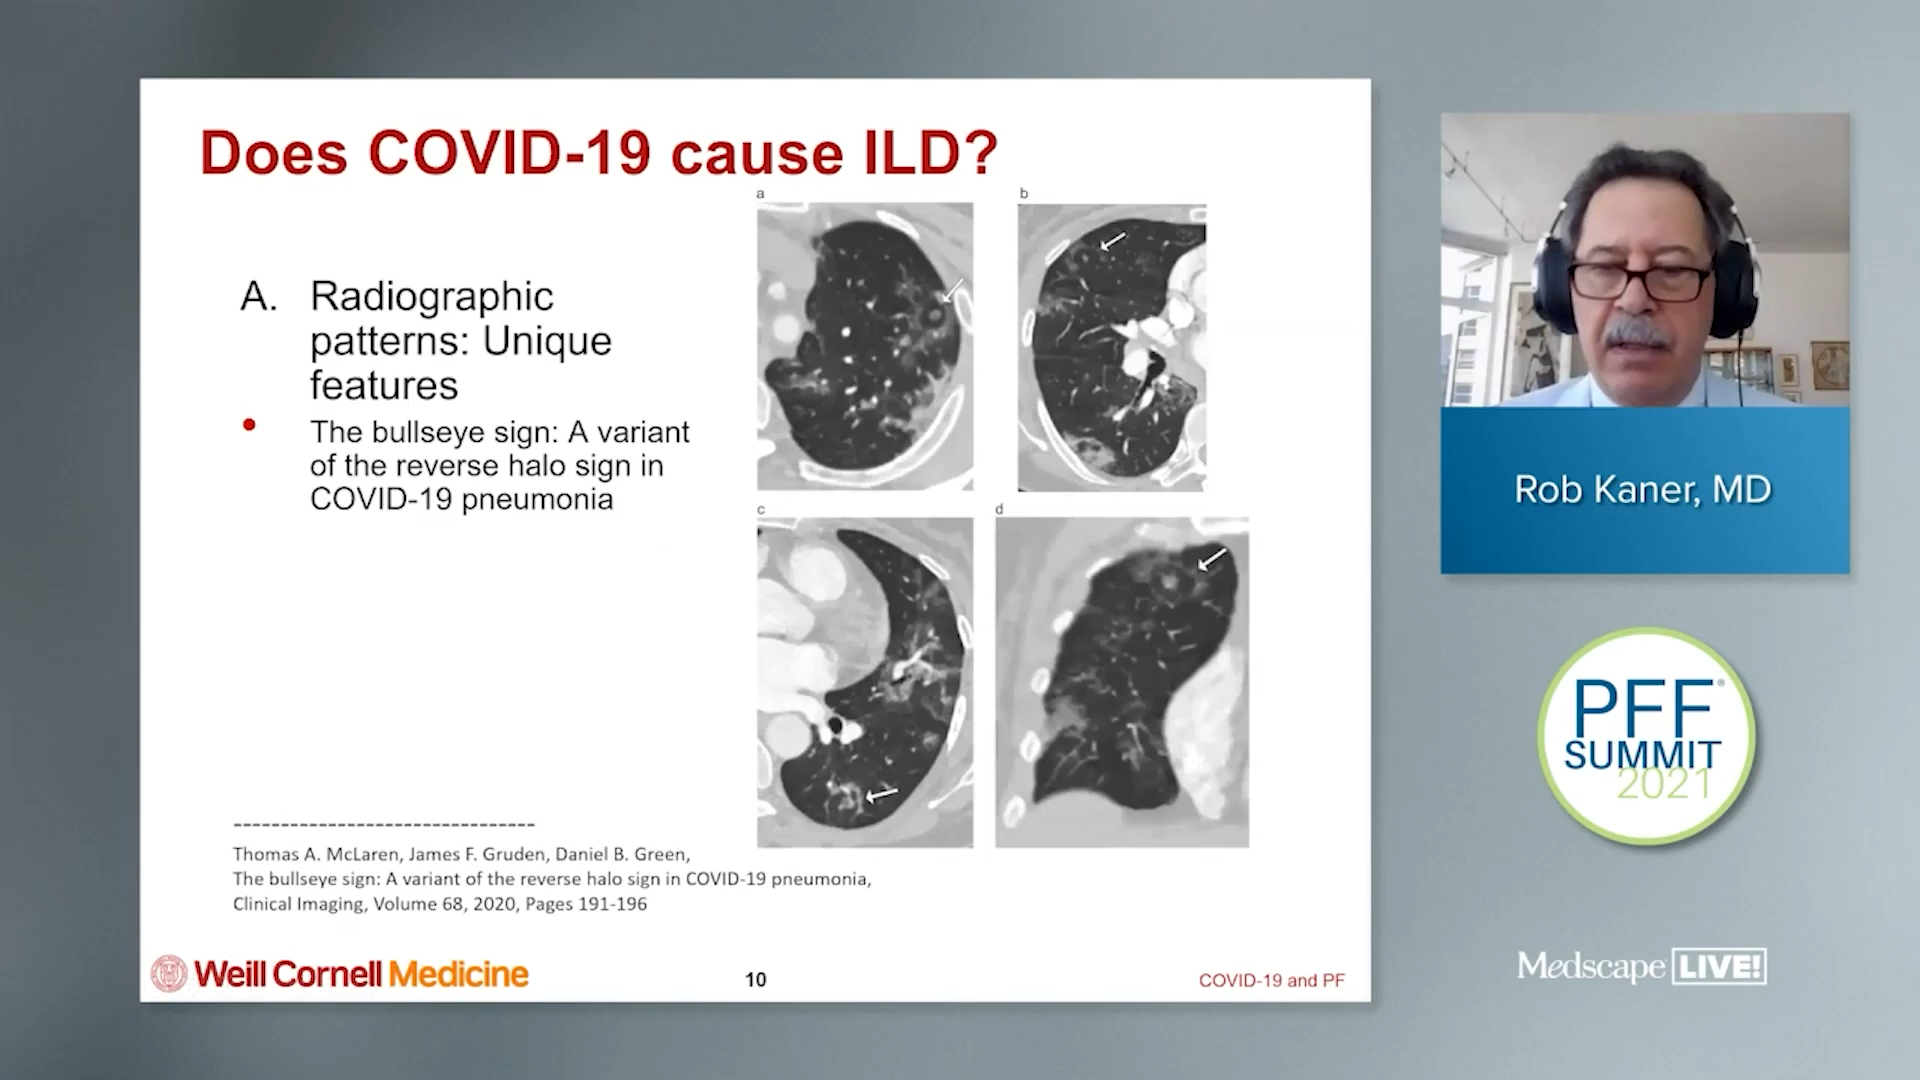 Does COVID-19 cause ILD?
A. Radiographic
patterns: Unique
features
• The bullseye sign: A variant
of the reverse halo sign in
COVID-19 pneumonia
a
b
c
d
-------------------------------
Thomas A. McLaren, James F. Gruden, Daniel B. Green,
The bullseye sign: A variant of the reverse halo sign in COVID-19 pneumonia,
Clinical Imaging, Volume 68, 2020, Pages 191-196
Weill Cornell Medicine
10
COVID-19 and PF
Rob Kaner, MD
PFF®
SUMMIT
2021
Medscape LIVE!